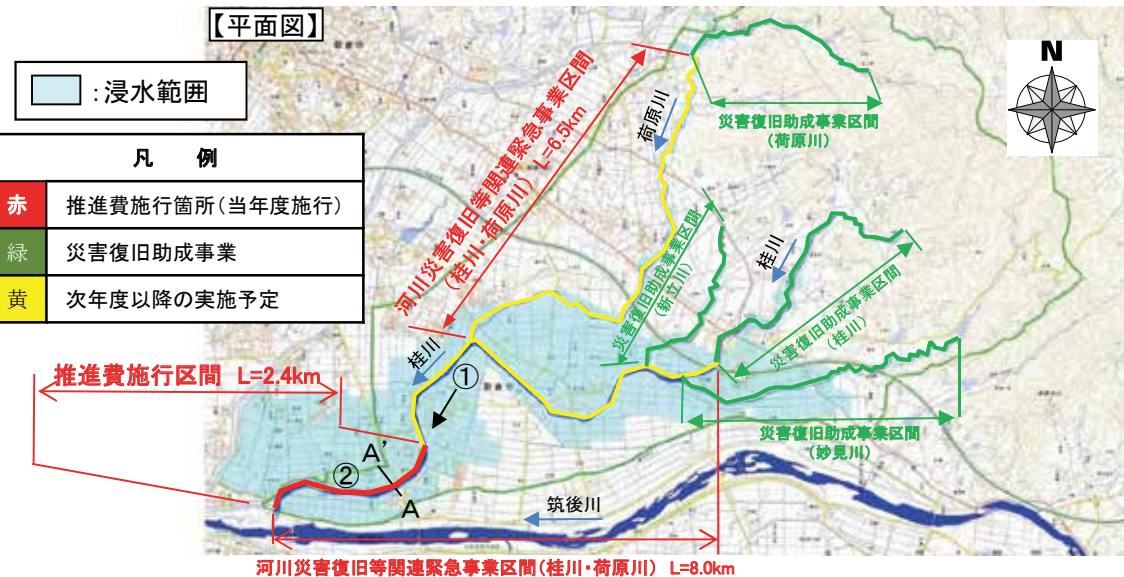 【平面図】
:浸水範囲
凡 例
赤 推進費施行箇所(当年度施行)
緑 災害復旧助成事業
黄 次年度以降の実施予定
N
災害復旧助成事業区間
(荷原川)
荷原川
河川災害復旧等関連緊急事業区間
(桂川・荷原川) L=6.5km
災害復旧助成事業区間
(新立川)
桂川
災害復旧助成事業区間
(桂川)
桂川
①
推進費施行区間 L=2.4km
A'
②
A
災害復旧助成事業区間
(妙見川)
筑後川
河川災害復旧等関連緊急事業区間(桂川・荷原川) L=8.0km